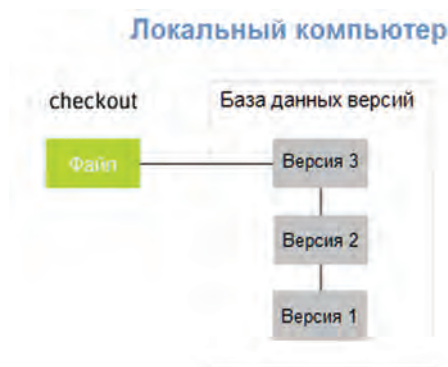 Локальный компьютер
checkout
База данных версий
Файл
Версия 3
Версия 2
Версия 1